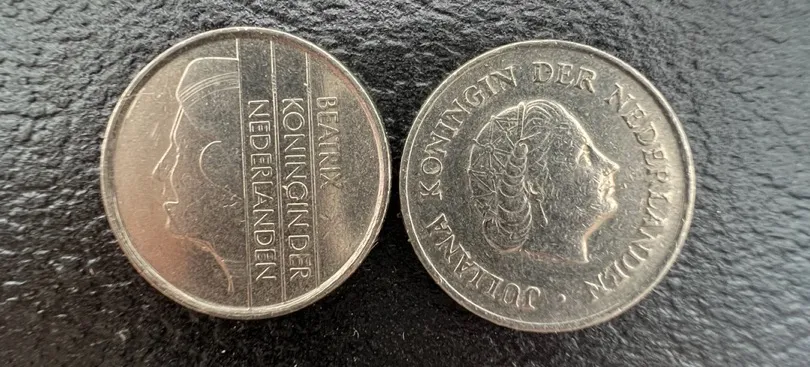 BEATRIX
KONINGIN DER
NEDERLANDEN
JULIANA KONINGIN DER NEDERLANDEN ·